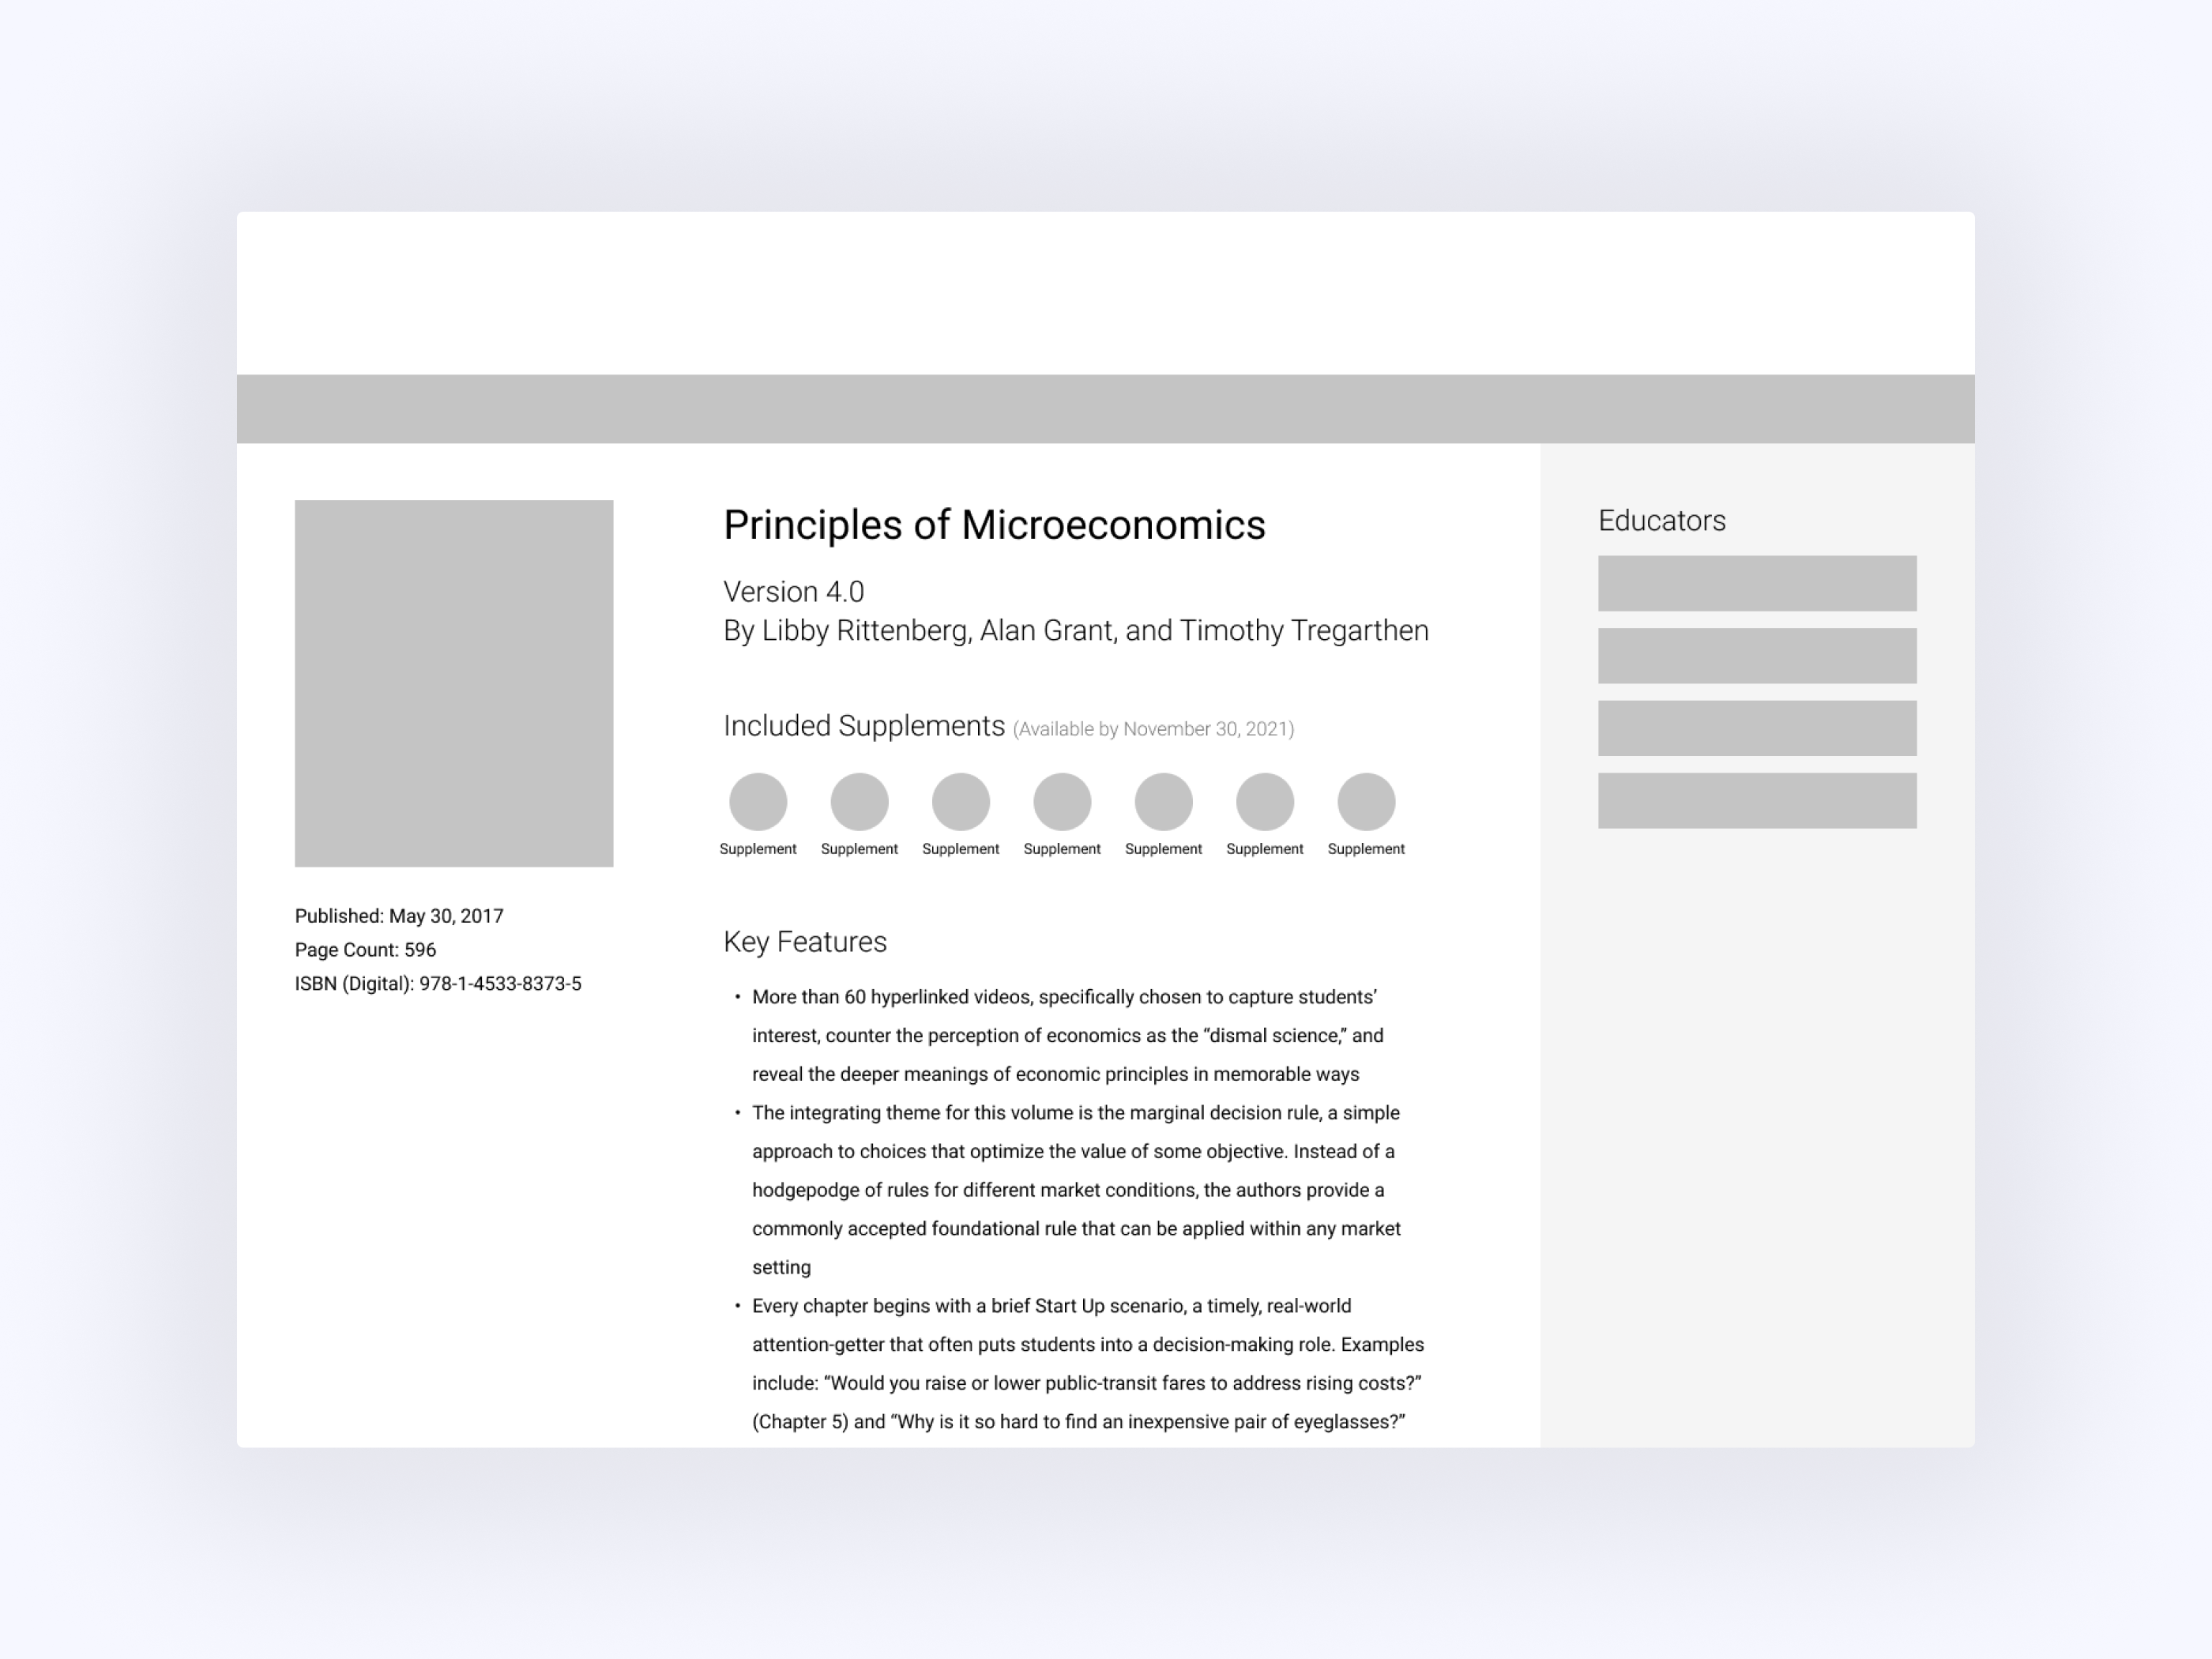 Principles of Microeconomics
Version 4.0
By Libby Rittenberg, Alan Grant, and Timothy Tregarthen
Included Supplements (Available by November 30, 2021)
Supplement Supplement Supplement Supplement Supplement Supplement Supplement
Published: May 30, 2017
Page Count: 596
ISBN (Digital): 978-1-4533-8373-5
Key Features
• More than 60 hyperlinked videos, specifically chosen to capture students’
interest, counter the perception of economics as the “dismal science,” and
reveal the deeper meanings of economic principles in memorable ways
• The integrating theme for this volume is the marginal decision rule, a simple
approach to choices that optimize the value of some objective. Instead of a
hodgepodge of rules for different market conditions, the authors provide a
commonly accepted foundational rule that can be applied within any market
setting
• Every chapter begins with a brief Start Up scenario, a timely, real-world
attention-getter that often puts students into a decision-making role. Examples
include: “Would you raise or lower public-transit fares to address rising costs?”
(Chapter 5) and “Why is it so hard to find an inexpensive pair of eyeglasses?”
Educators